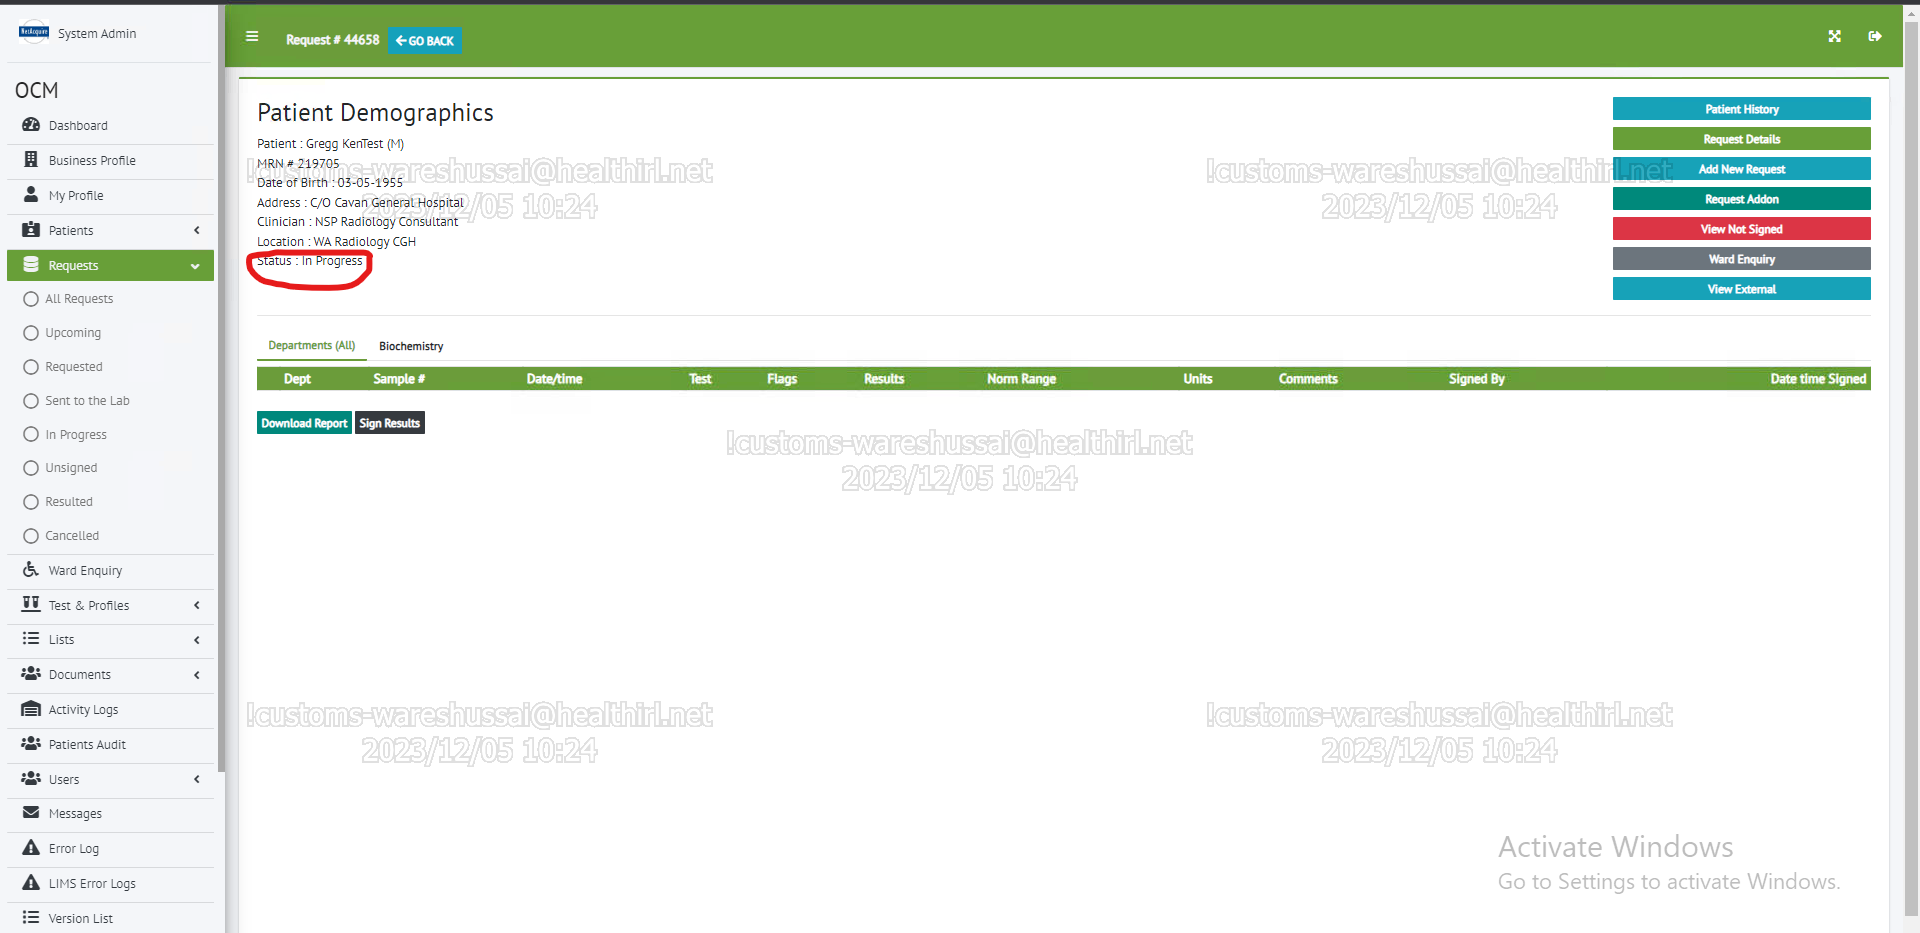 NetAcquire
System Admin
OCM
Dashboard
Business Profile
My Profile
Patients
Requests
All Requests
Upcoming
Requested
Sent to the Lab
In Progress
Unsigned
Resulted
Cancelled
Ward Enquiry
Test & Profiles
Lists
Documents
Activity Logs
Patients Audit
Users
Messages
Error Log
LIMS Error Logs
Version List
Request # 44658
GO BACK
Patient Demographics
Patient : Gregg KenTest (M)
MRN # 219705
Date of Birth : 03-05-1955
Address : C/O Cavan General Hospital
Clinician : NSP Radiology Consultant
Location : WA Radiology CGH
Status : In Progress
Patient History
Request Details
Add New Request
Request Addon
View Not Signed
Ward Enquiry
View External
Departments (All) Biochemistry
Dept Sample # Date/time Test Flags Results Norm Range Units Comments Signed By Date time Signed
Download Report Sign Results
!customs-wareshussai@healthirl.net
2023/12/05 10:24
!customs-wareshussai@healthirl.net
2023/12/05 10:24
!customs-wareshussai@healthirl.net
2023/12/05 10:24
!customs-wareshussai@healthirl.net
2023/12/05 10:24
!customs-wareshussai@healthirl.net
2023/12/05 10:24
Activate Windows
Go to Settings to activate Windows.